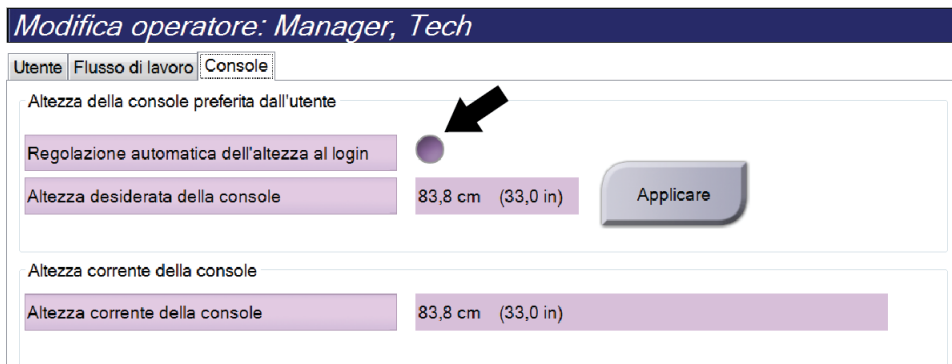 Modifica operatore: Manager, Tech
Utente Flusso di lavoro Console
Altezza della console preferita dall'utente
Regolazione automatica dell'altezza al login
Altezza desiderata della console 83,8 cm (33,0 in) Applicare
Altezza corrente della console
Altezza corrente della console 83,8 cm (33,0 in)